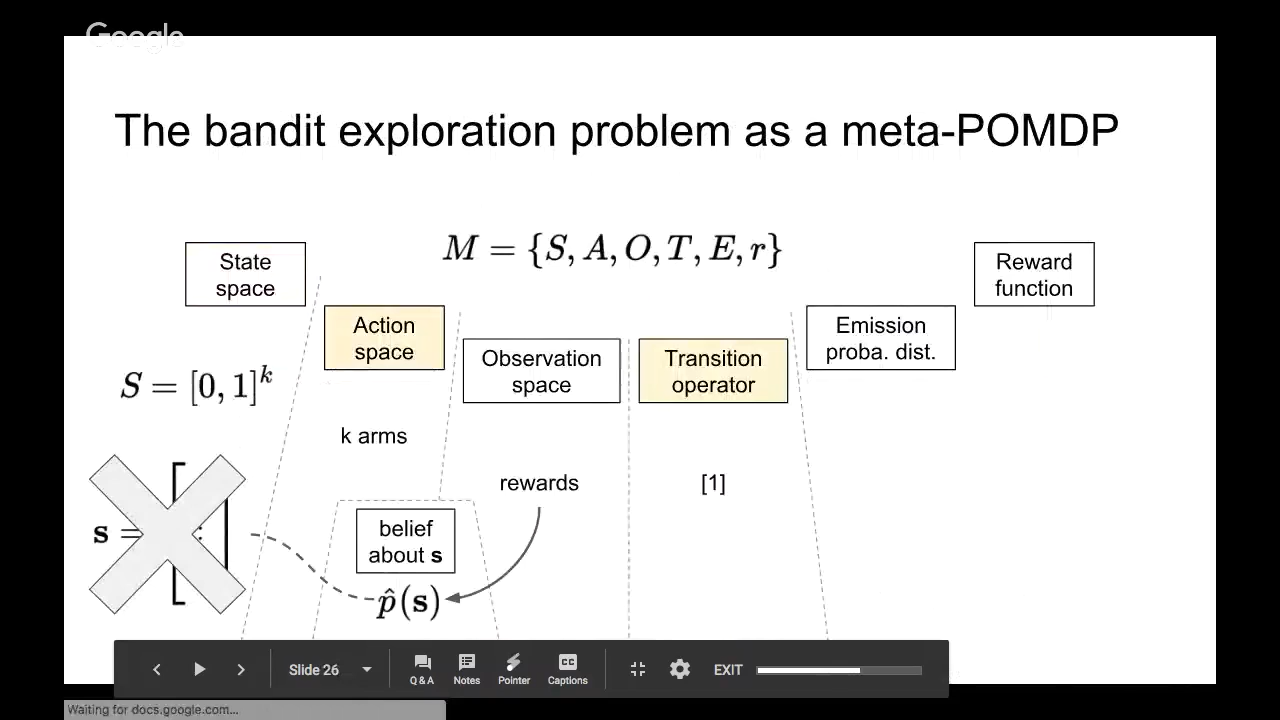 Google
The bandit exploration problem as a meta-POMDP
M = {S, A, O, T, E, r}
State
space
Action
space
Observation
space
Transition
operator
Emission
proba. dist.
Reward
function
S = [0, 1]^k
k arms
rewards
[1]
s =
belief
about s
p̂(s)
Slide 26
Q & A
Notes
Pointer
Captions
EXIT
Waiting for docs.google.com...